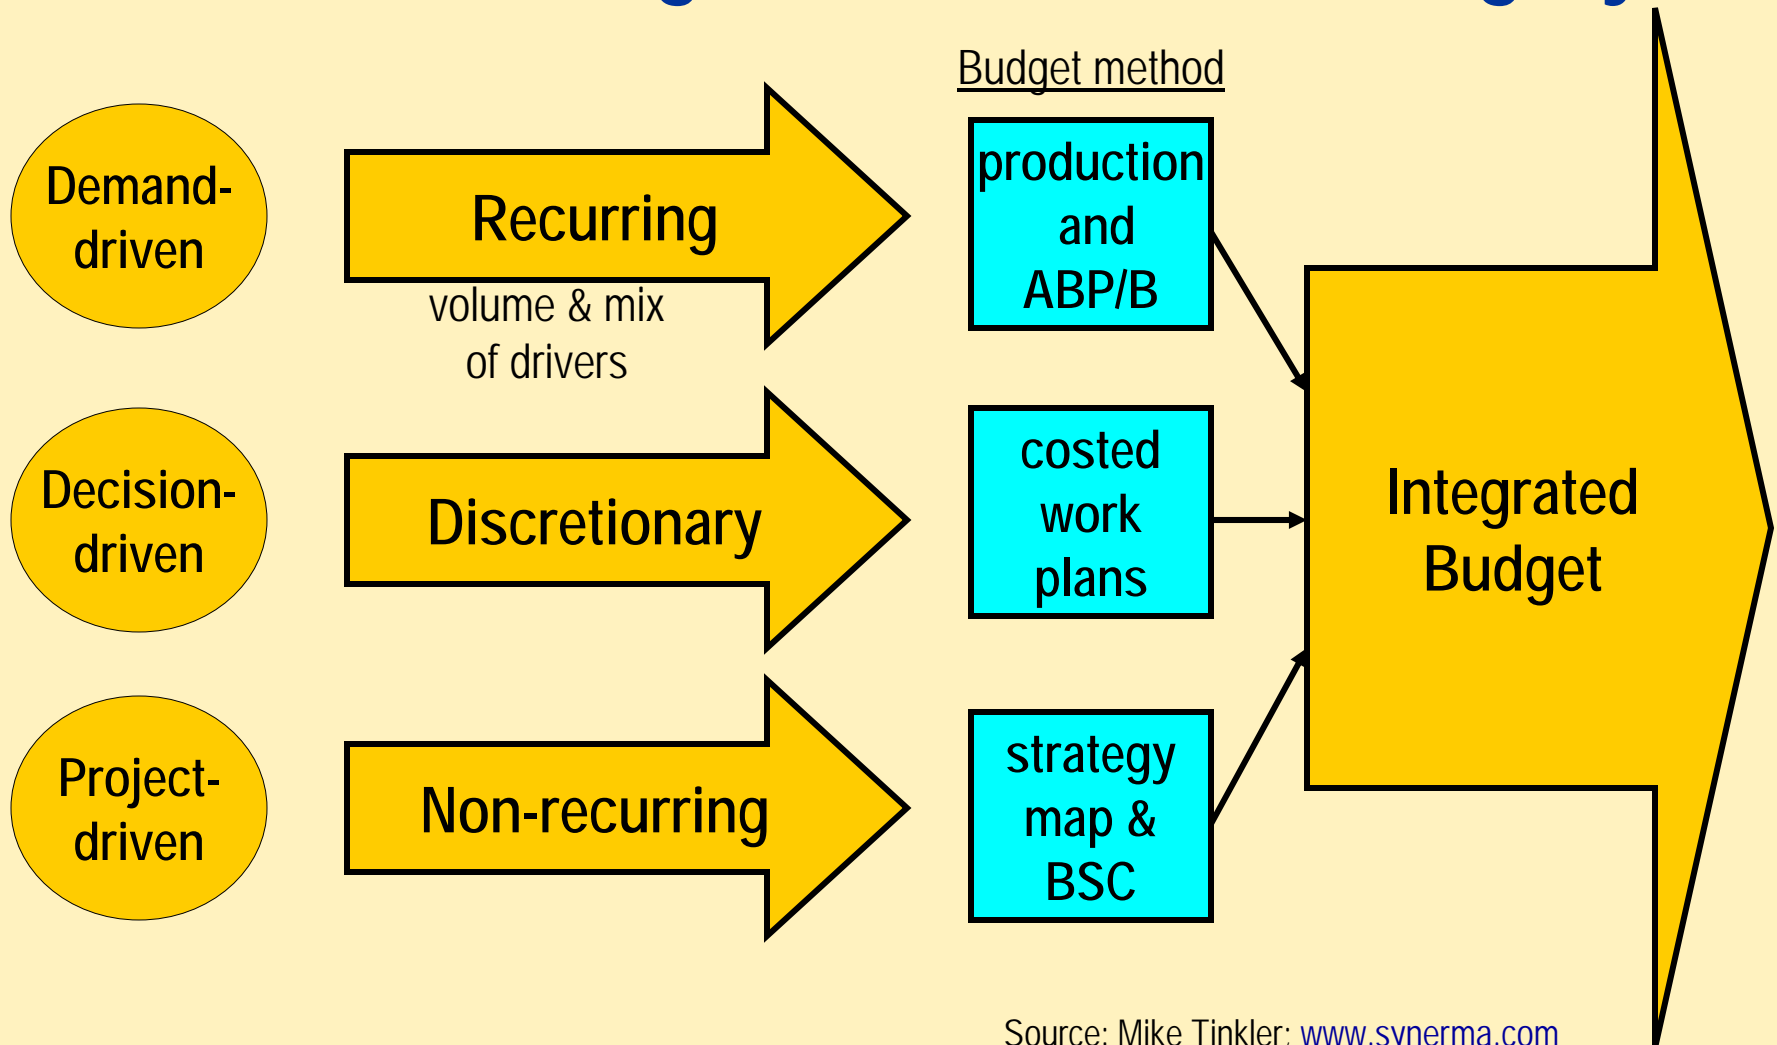 Budget method
Demand-
driven
Recurring
volume & mix
of drivers
production
and
ABP/B
Decision-
driven
Discretionary
costed
work
plans
Integrated
Budget
Project-
driven
Non-recurring
strategy
map &
BSC
Source: Mike Tinkler; www.synerma.com